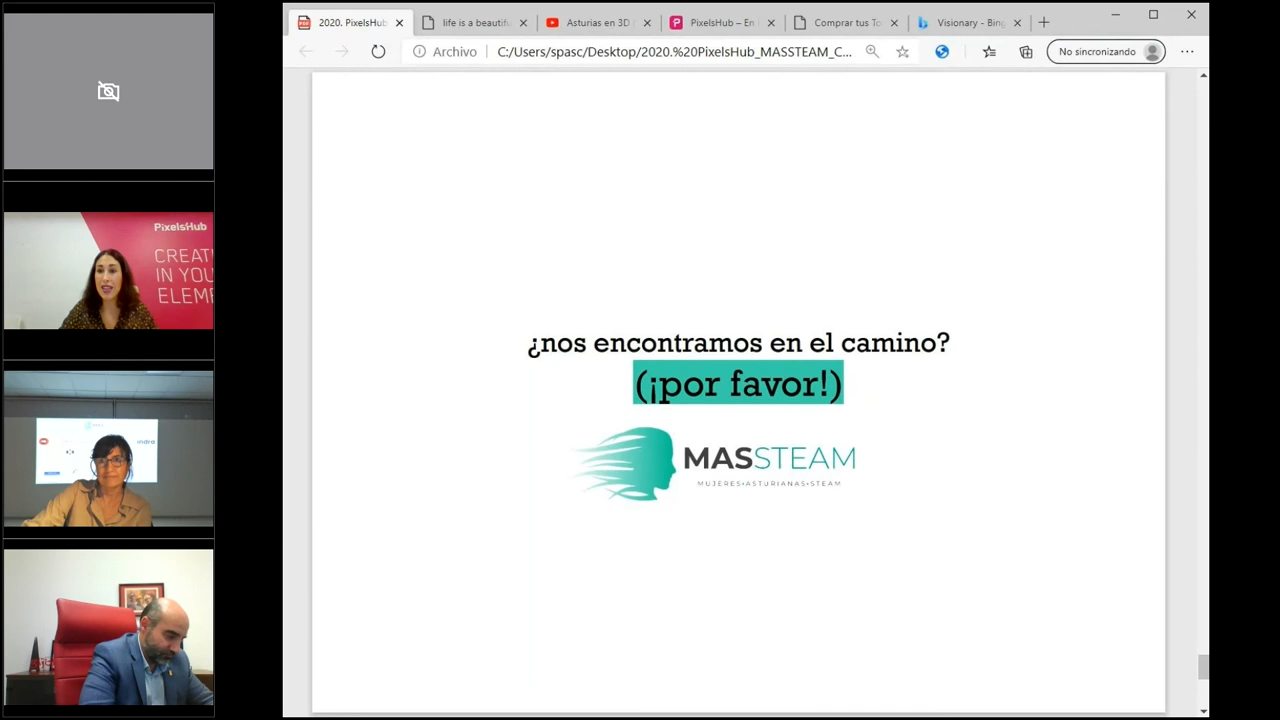 2020. PixelsHub
life is a beautifu
Asturias en 3D
PixelsHub – En
Comprar tus To
Visionary - Bing
Archivo
C:/Users/spasc/Desktop/2020.%20PixelsHub_MASSTEAM_C...
No sincronizando
PixelsHub
CREATI
IN YOU
ELEME
indra
¿nos encontramos en el camino?
(¡por favor!)
MASSTEAM
MUJERES•ASTURIANAS•STEAM